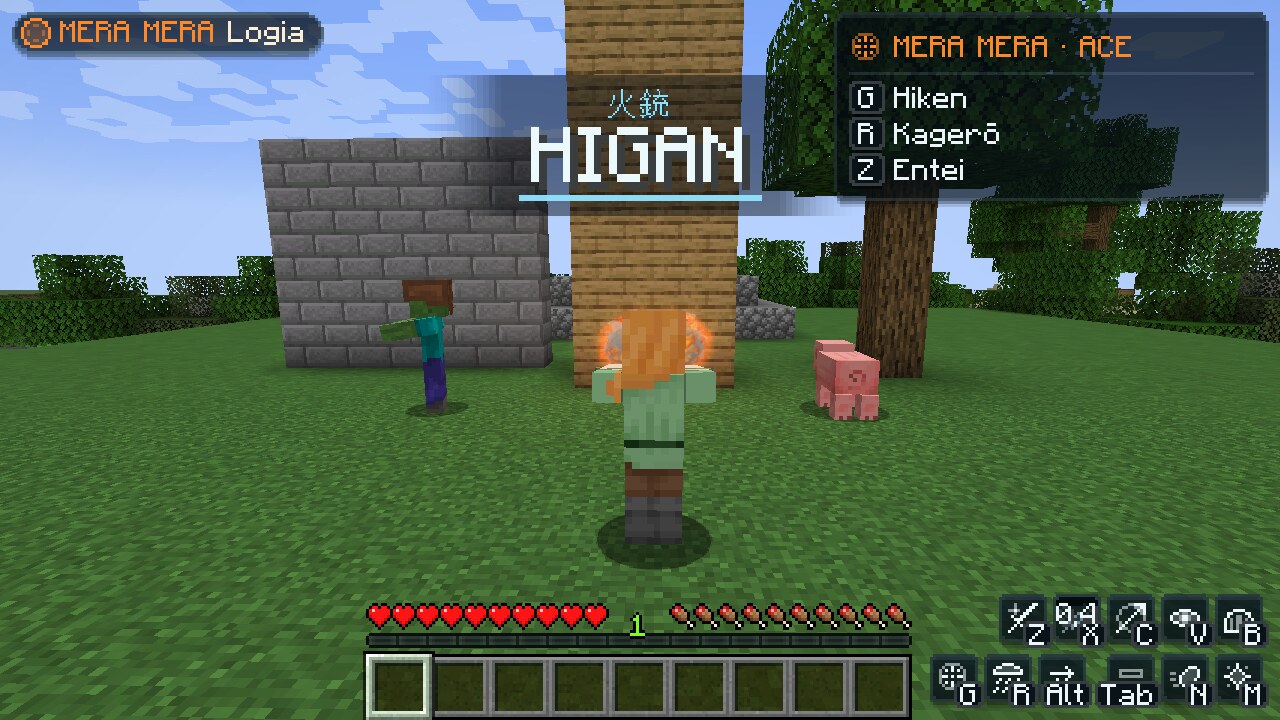 MERA MERA Logia
MERA MERA · ACE
G Hiken
R Kagerō
Z Entei
火銃
HIGAN
1
Z
0.4 X
C
V
B
G
R
Alt
Tab
N
M